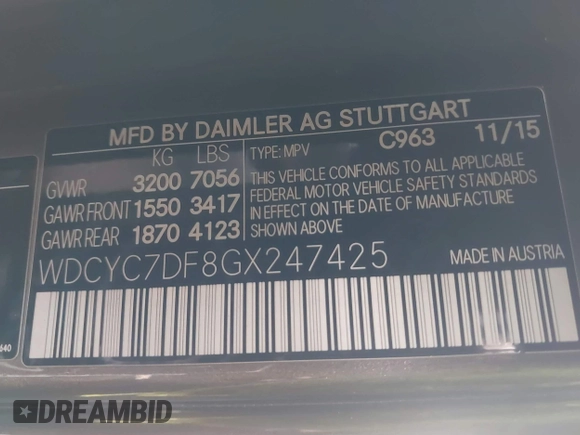 MFD BY DAIMLER AG STUTTGART
KG LBS TYPE: MPV C963 11/15
GVWR 3200 7056 THIS VEHICLE CONFORMS TO ALL APPLICABLE
FEDERAL MOTOR VEHICLE SAFETY STANDARDS
GAWR FRONT 1550 3417 IN EFFECT ON THE DATE OF MANUFACTURE
GAWR REAR 1870 4123 SHOWN ABOVE
WDCYC7DF8GX247425 MADE IN AUSTRIA
640
DREAMBID